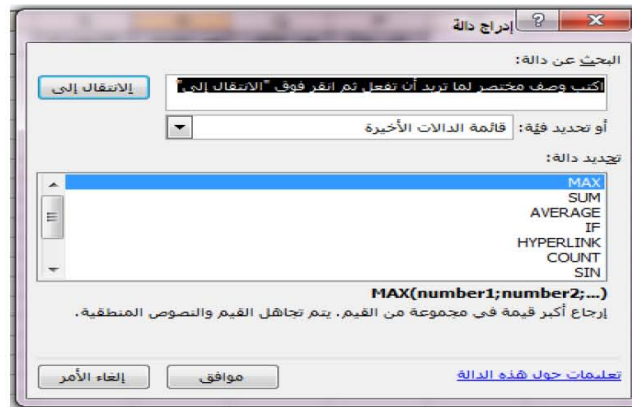 إدراج دالة
البحث عن دالة:
اكتب وصف مختصر لما تريد أن تفعل ثم انقر فوق "الانتقال إلى"
الانتقال إلى
أو تحديد فئة: قائمة الدالات الأخيرة
تحديد دالة:
MAX
SUM
AVERAGE
IF
HYPERLINK
COUNT
SIN
MAX(number1;number2;...)
إرجاع أكبر قيمة في مجموعة من القيم. يتم تجاهل القيم والنصوص المنطقية.
تعليمات حول هذه الدالة
موافق
إلغاء الأمر